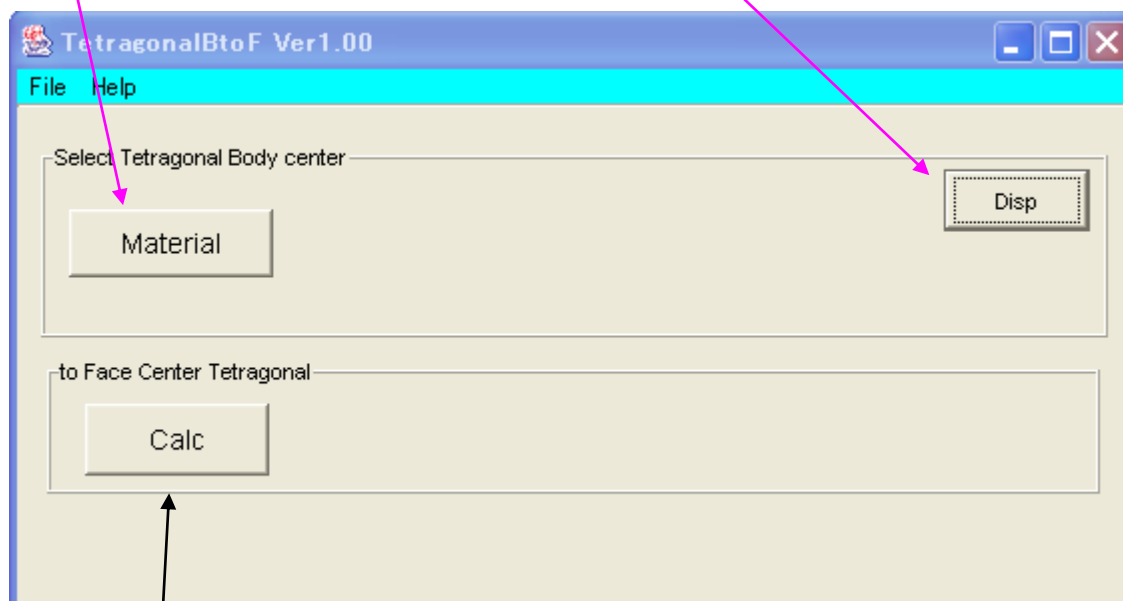 TetragonalBtoF Ver1.00
File Help
Select Tetragonal Body center
Disp
Material
to Face Center Tetragonal
Calc